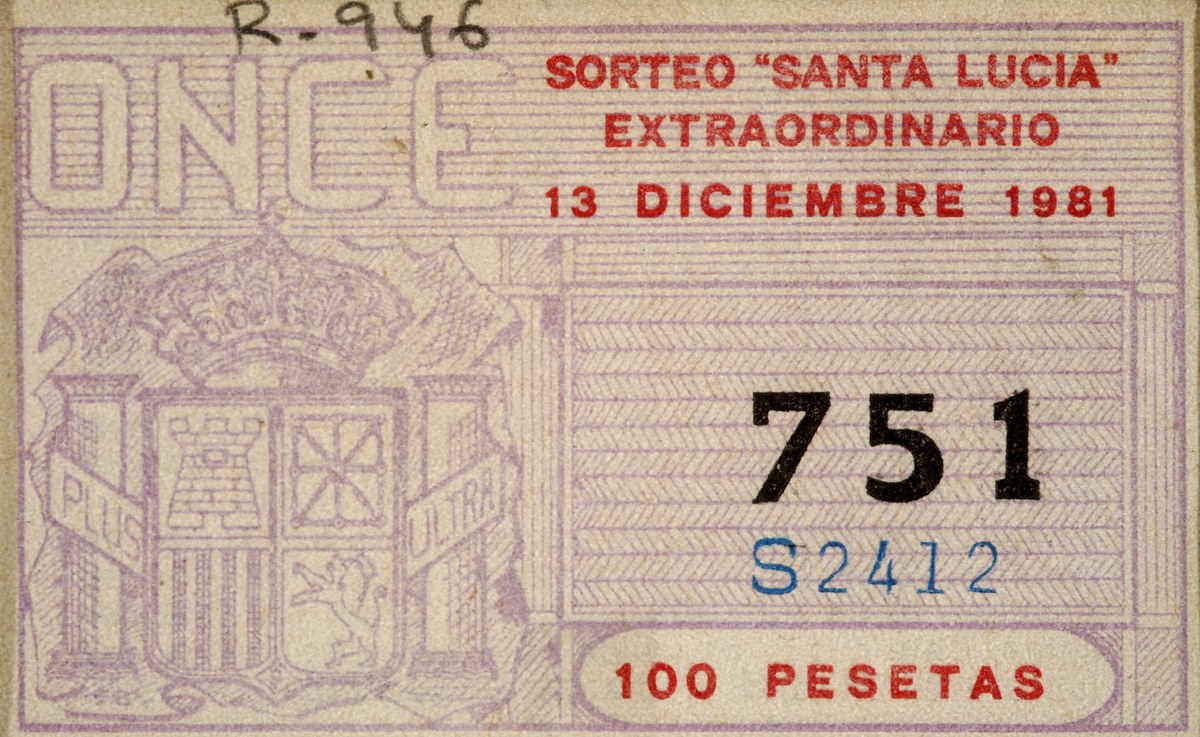 R-946
ONCE
SORTEO "SANTA LUCIA"
EXTRAORDINARIO
13 DICIEMBRE 1981
751
PLUS
ULTRA
S2412
100 PESETAS